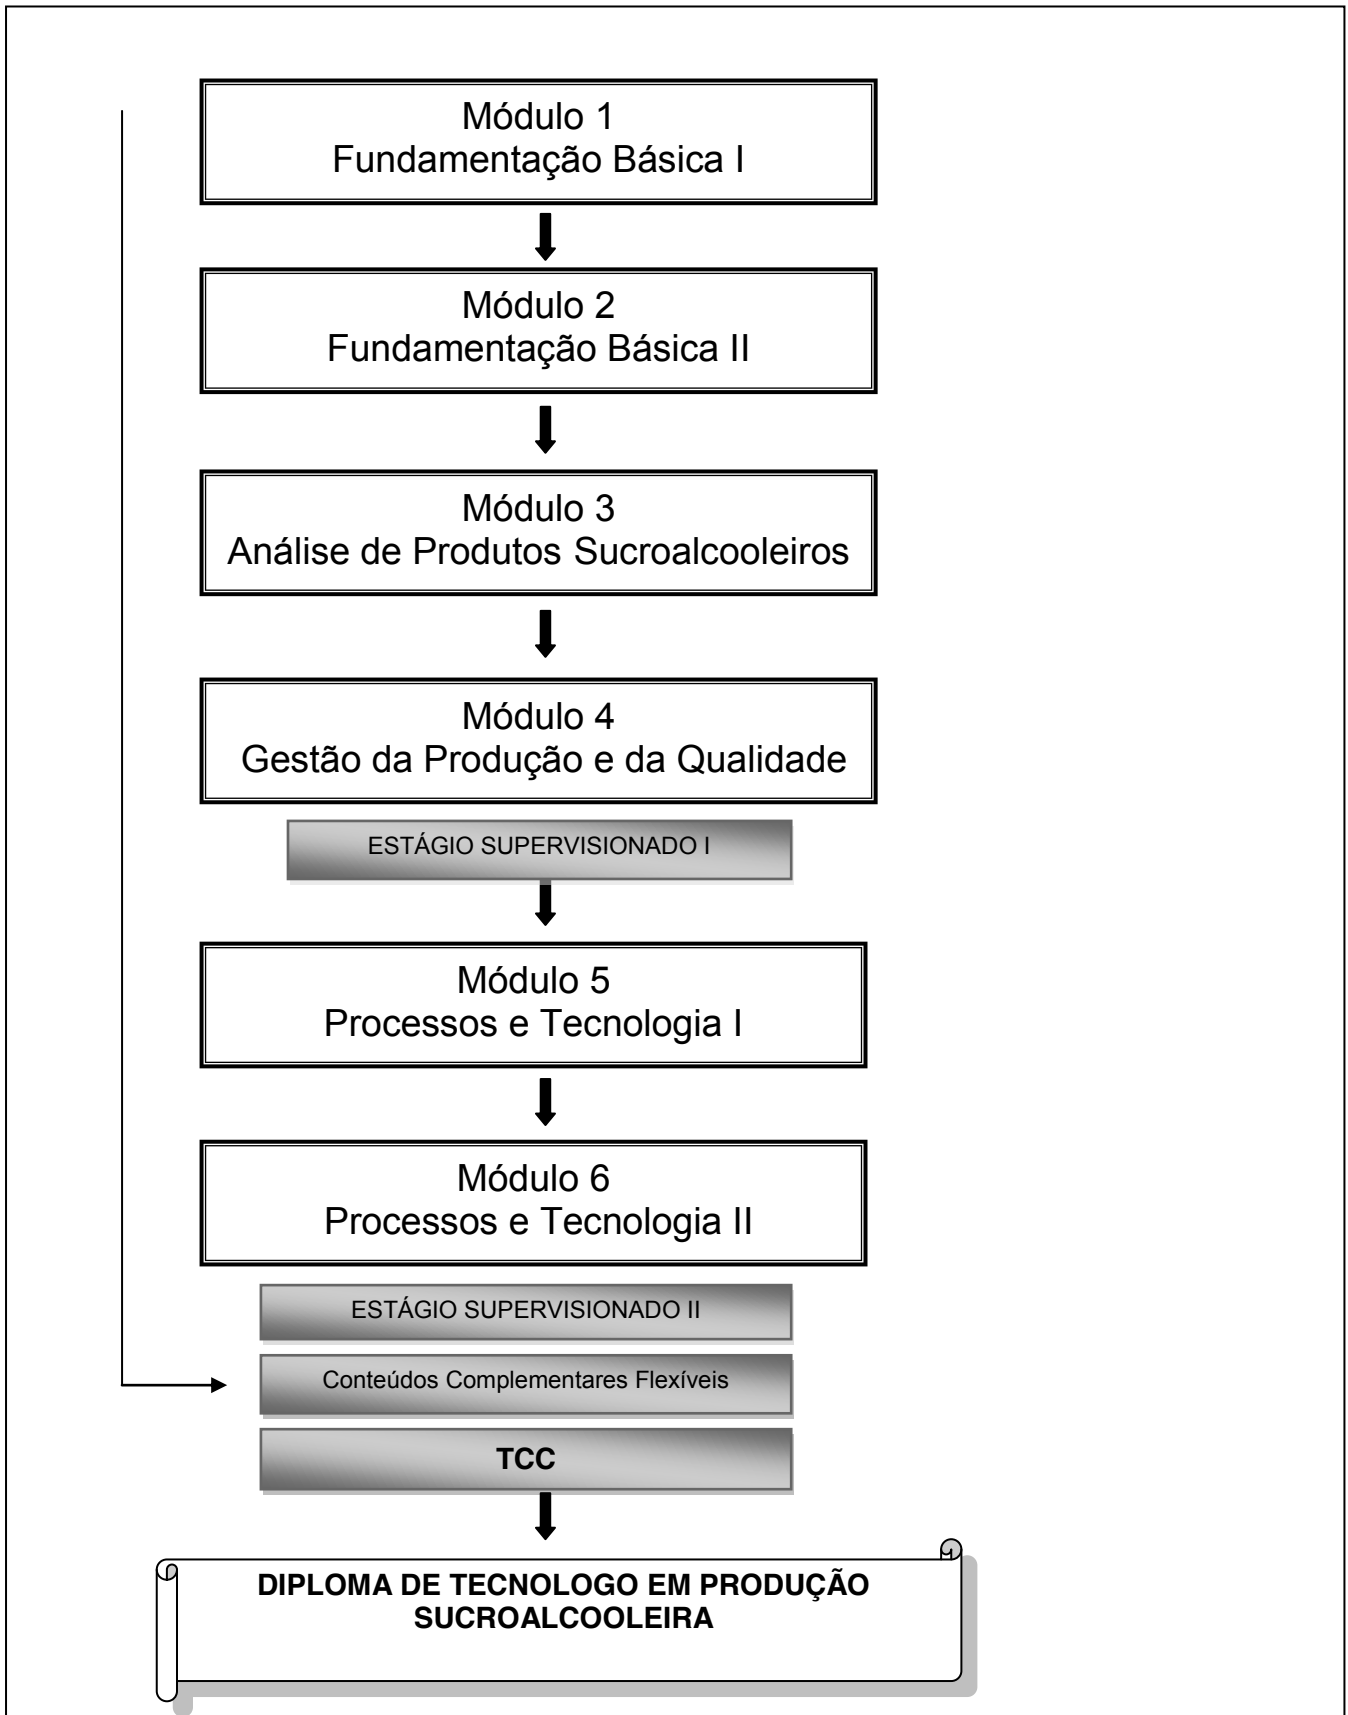 Módulo 1
Fundamentação Básica I
Módulo 2
Fundamentação Básica II
Módulo 3
Análise de Produtos Sucroalcooleiros
Módulo 4
Gestão da Produção e da Qualidade
ESTÁGIO SUPERVISIONADO I
Módulo 5
Processos e Tecnologia I
Módulo 6
Processos e Tecnologia II
ESTÁGIO SUPERVISIONADO II
Conteúdos Complementares Flexíveis
TCC
DIPLOMA DE TECNOLOGO EM PRODUÇÃO
SUCROALCOOLEIRA